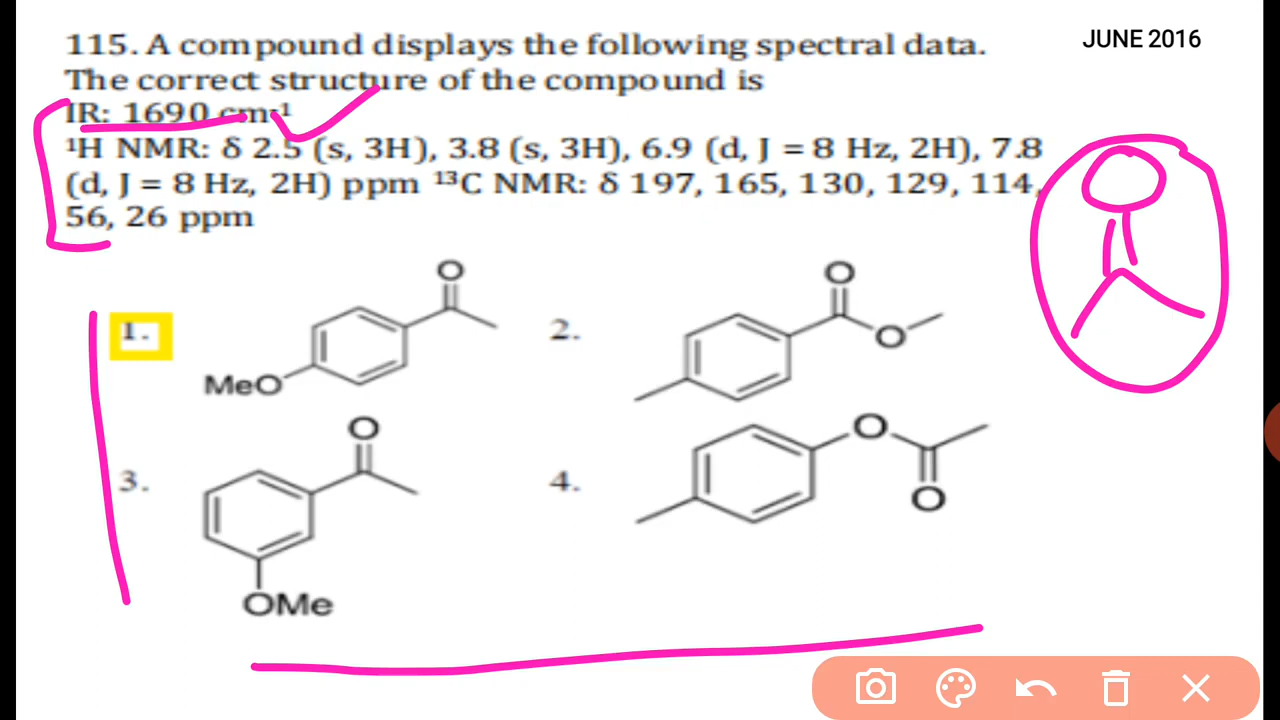 115. A compound displays the following spectral data.
JUNE 2016
The correct structure of the compound is
IR: 1690 cm-¹
¹H NMR: δ 2.5 (s, 3H), 3.8 (s, 3H), 6.9 (d, J = 8 Hz, 2H), 7.8
(d, J = 8 Hz, 2H) ppm ¹³C NMR: δ 197, 165, 130, 129, 114,
56, 26 ppm
1.
O
MeO
2.
O
O
3.
O
OMe
4.
O
O